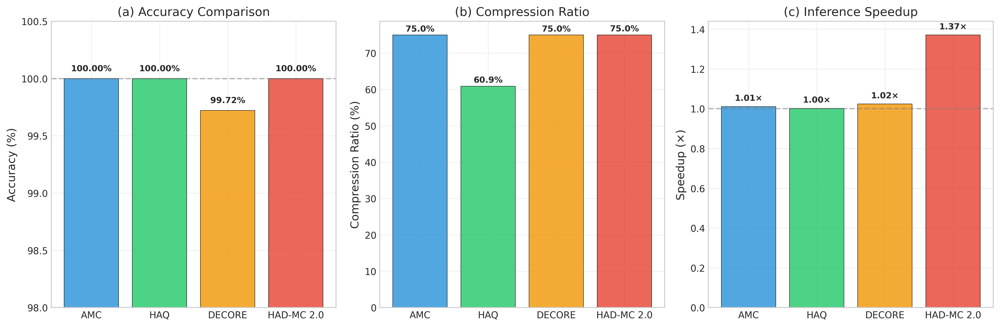 (a) Accuracy Comparison
Accuracy (%)
100.5
100.0
99.5
99.0
98.5
98.0
100.00%
100.00%
99.72%
100.00%
AMC
HAQ
DECORE
HAD-MC 2.0
(b) Compression Ratio
Compression Ratio (%)
70
60
50
40
30
20
10
0
75.0%
60.9%
75.0%
75.0%
AMC
HAQ
DECORE
HAD-MC 2.0
(c) Inference Speedup
Speedup (×)
1.4
1.2
1.0
0.8
0.6
0.4
0.2
0.0
1.01×
1.00×
1.02×
1.37×
AMC
HAQ
DECORE
HAD-MC 2.0